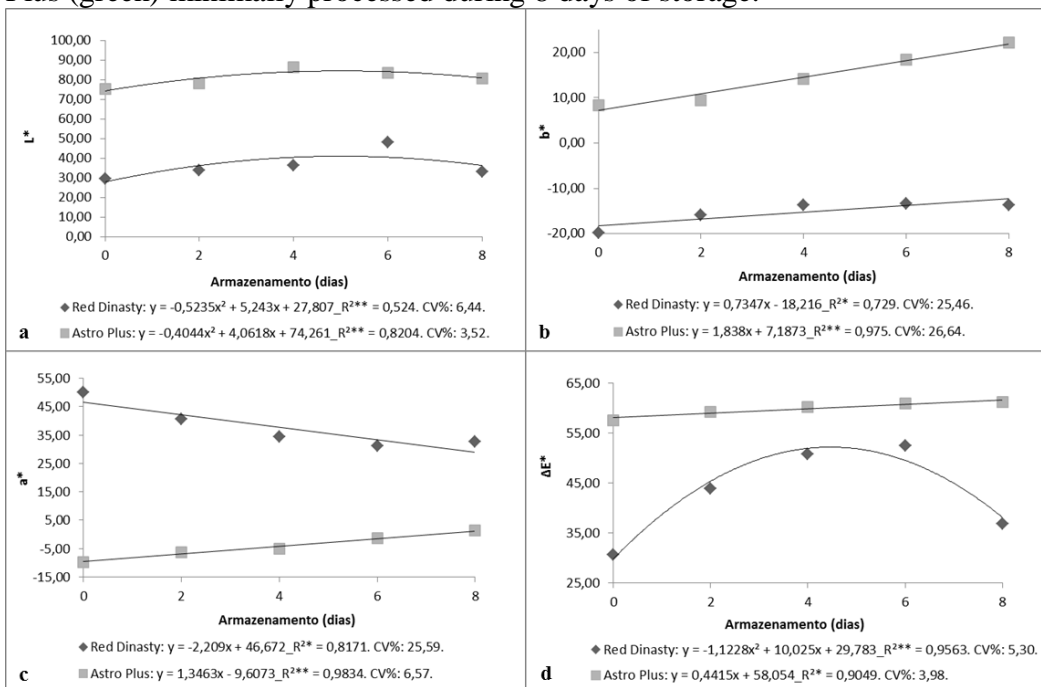 Plus (green) minimally processed during 8 days of storage.
100,00
90,00
80,00
70,00
60,00
50,00
40,00
30,00
20,00
10,00
0,00
L*
0 2 4 6 8
Armazenamento (dias)
Red Dinasty: y = -0,5235x² + 5,243x + 27,807_R²** = 0,524. CV%: 6,44.
a Astro Plus: y = -0,4044x² + 4,0618x + 74,261_R²** = 0,8204. CV%: 3,52.
20,00
10,00
0,00
-10,00
-20,00
b*
0 2 4 6 8
Armazenamento (dias)
Red Dinasty: y = 0,7347x - 18,216_R²* = 0,729. CV%: 25,46.
b Astro Plus: y = 1,838x + 7,1873_R²** = 0,975. CV%: 26,64.
55,00
45,00
35,00
25,00
15,00
5,00
-5,00
-15,00
a*
0 2 4 6 8
Armazenamento (dias)
Red Dinasty: y = -2,209x + 46,672_R²* = 0,8171. CV%: 25,59.
c Astro Plus: y = 1,3463x - 9,6073_R²** = 0,9834. CV%: 6,57.
65,00
55,00
45,00
35,00
25,00
ΔE*
0 2 4 6 8
Armazenamento (dias)
Red Dinasty: y = -1,1228x² + 10,025x + 29,783_R²** = 0,9563. CV%: 5,30.
d Astro Plus: y = 0,4415x + 58,054_R²* = 0,9049. CV%: 3,98.